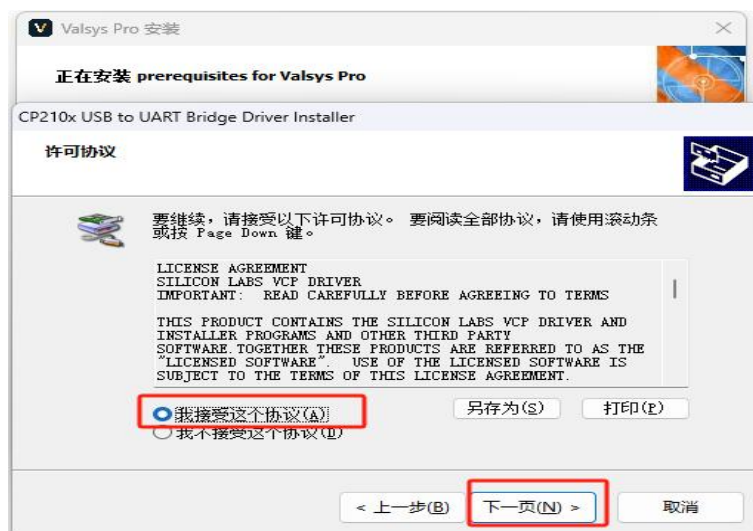 Valsys Pro 安装
正在安装 prerequisites for Valsys Pro
CP210x USB to UART Bridge Driver Installer
许可协议
要继续，请接受以下许可协议。 要阅读全部协议，请使用滚动条
或按 Page Down 键。
LICENSE AGREEMENT
SILICON LABS VCP DRIVER
IMPORTANT:  READ CAREFULLY BEFORE AGREEING TO TERMS
THIS PRODUCT CONTAINS THE SILICON LABS VCP DRIVER AND
INSTALLER PROGRAMS AND OTHER THIRD PARTY
SOFTWARE.TOGETHER THESE PRODUCTS ARE REFERRED TO AS THE
"LICENSED SOFTWARE".  USE OF THE LICENSED SOFTWARE IS
SUBJECT TO THE TERMS OF THIS LICENSE AGREEMENT.
我接受这个协议(A)
另存为(S)
打印(P)
我不接受这个协议(D)
< 上一步(B)
下一页(N) >
取消